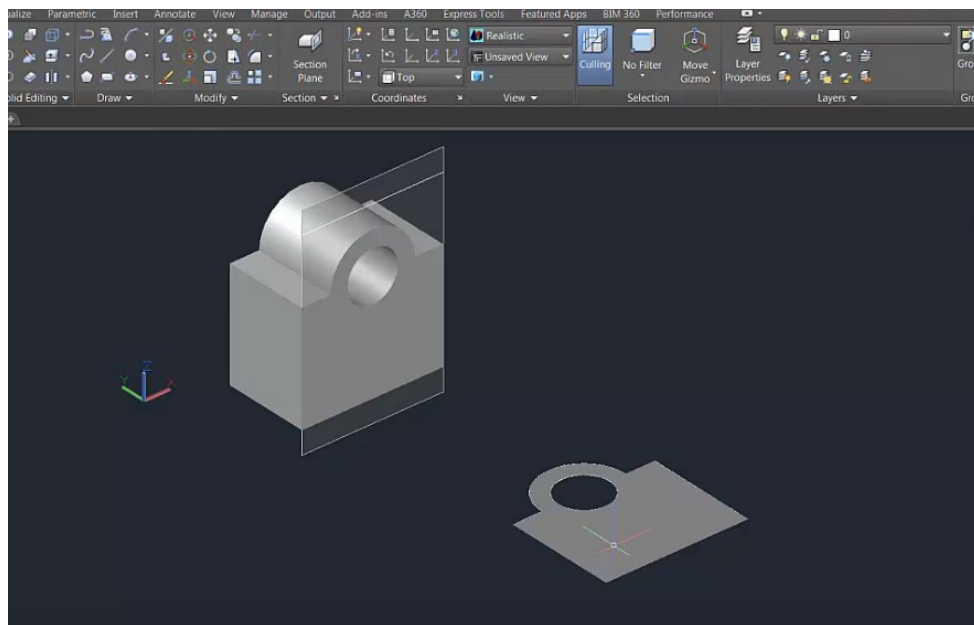 ualize Parametric Insert Annotate View Manage Output Add-ins A360 Express Tools Featured Apps BIM 360 Performance
Realistic
Unsaved View
Top
Section
Plane
Culling
No Filter
Move
Gizmo
Layer
Properties
0
Gro
olid Editing Draw Modify Section Coordinates View Selection Layers Gro
Z
Y X